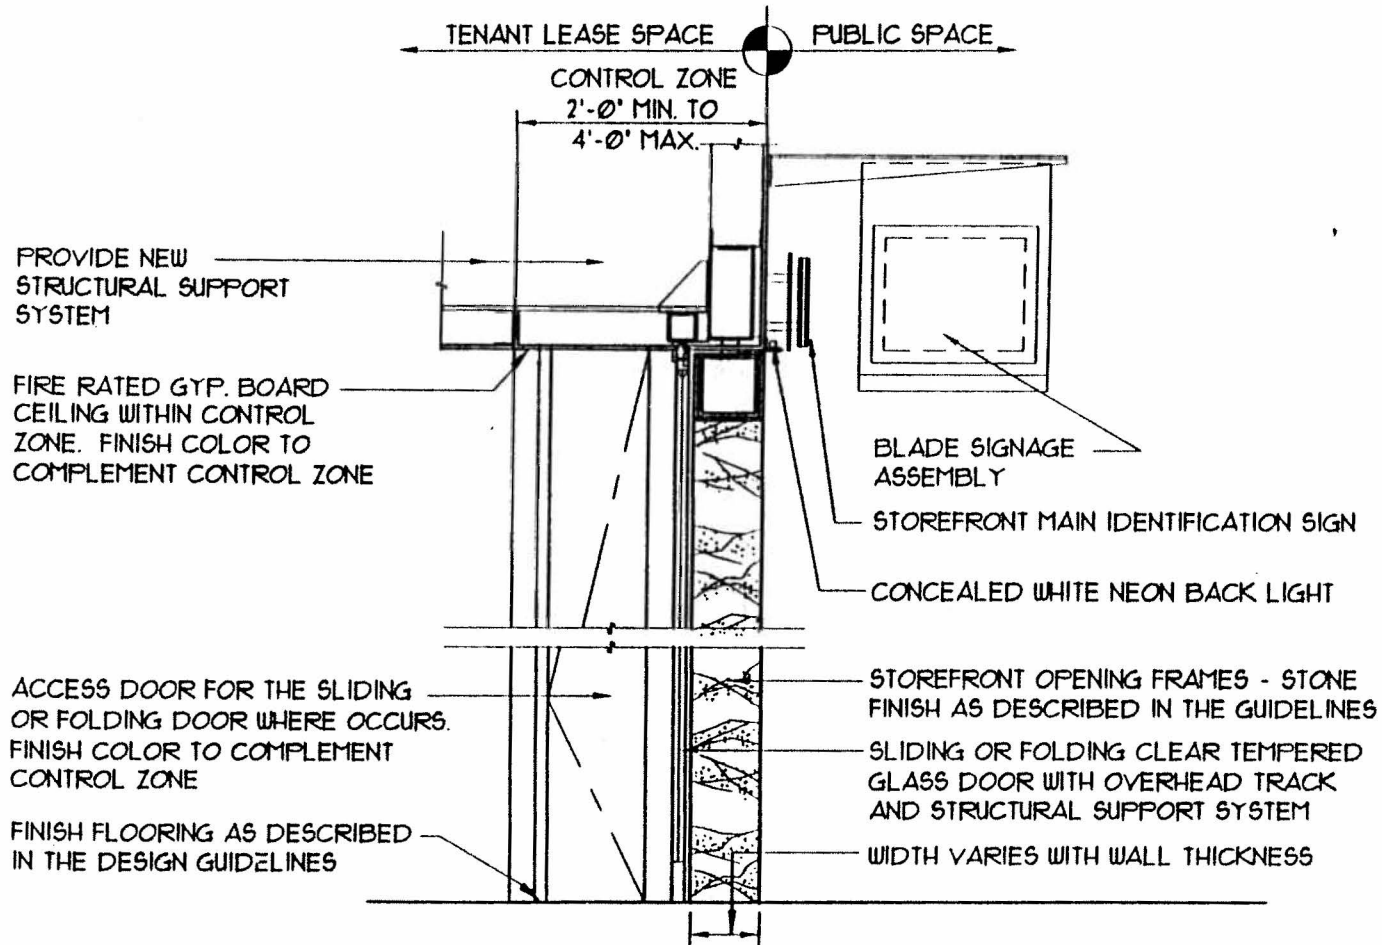 TENANT LEASE SPACE
PUBLIC SPACE
CONTROL ZONE
2'-0" MIN. TO
4'-0" MAX.
PROVIDE NEW
STRUCTURAL SUPPORT
SYSTEM
FIRE RATED GYP. BOARD
CEILING WITHIN CONTROL
ZONE. FINISH COLOR TO
COMPLEMENT CONTROL ZONE
BLADE SIGNAGE
ASSEMBLY
STOREFRONT MAIN IDENTIFICATION SIGN
CONCEALED WHITE NEON BACK LIGHT
ACCESS DOOR FOR THE SLIDING
OR FOLDING DOOR WHERE OCCURS.
FINISH COLOR TO COMPLEMENT
CONTROL ZONE
FINISH FLOORING AS DESCRIBED
IN THE DESIGN GUIDELINES
STOREFRONT OPENING FRAMES - STONE
FINISH AS DESCRIBED IN THE GUIDELINES
SLIDING OR FOLDING CLEAR TEMPERED
GLASS DOOR WITH OVERHEAD TRACK
AND STRUCTURAL SUPPORT SYSTEM
WIDTH VARIES WITH WALL THICKNESS